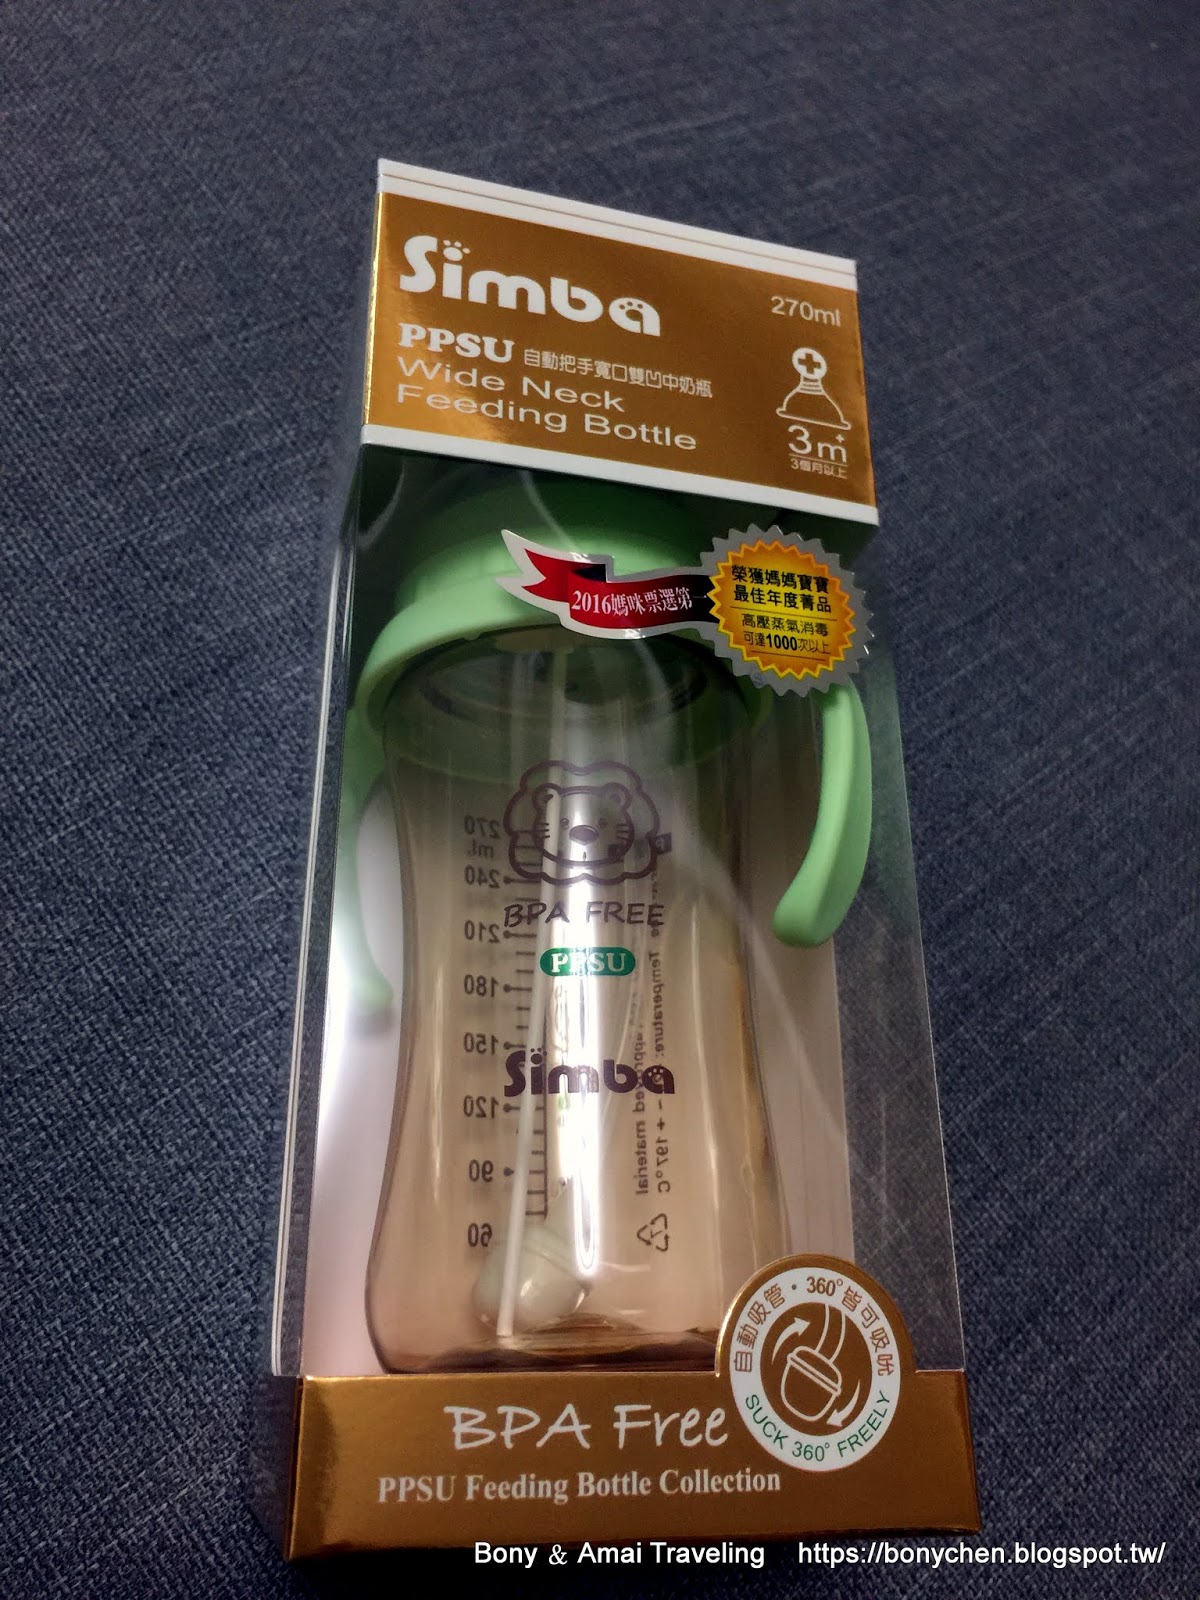 Simba
270ml
PPSU 自動把手寬口雙凹中奶瓶
Wide Neck
Feeding Bottle
3m+
3個月以上
2016媽咪票選第一
榮獲媽媽寶寶
最佳年度菁品
高壓蒸氣消毒
可達1000次以上
270
mL
240
210
180
150
120
90
60
BPA FREE
PPSU
Simba
Temperature:
+ 197°C
approved material
自動吸管・360°皆可吸吮
SUCK 360° FREELY
BPA Free
PPSU Feeding Bottle Collection
Bony & Amai Traveling https://bonychen.blogspot.tw/